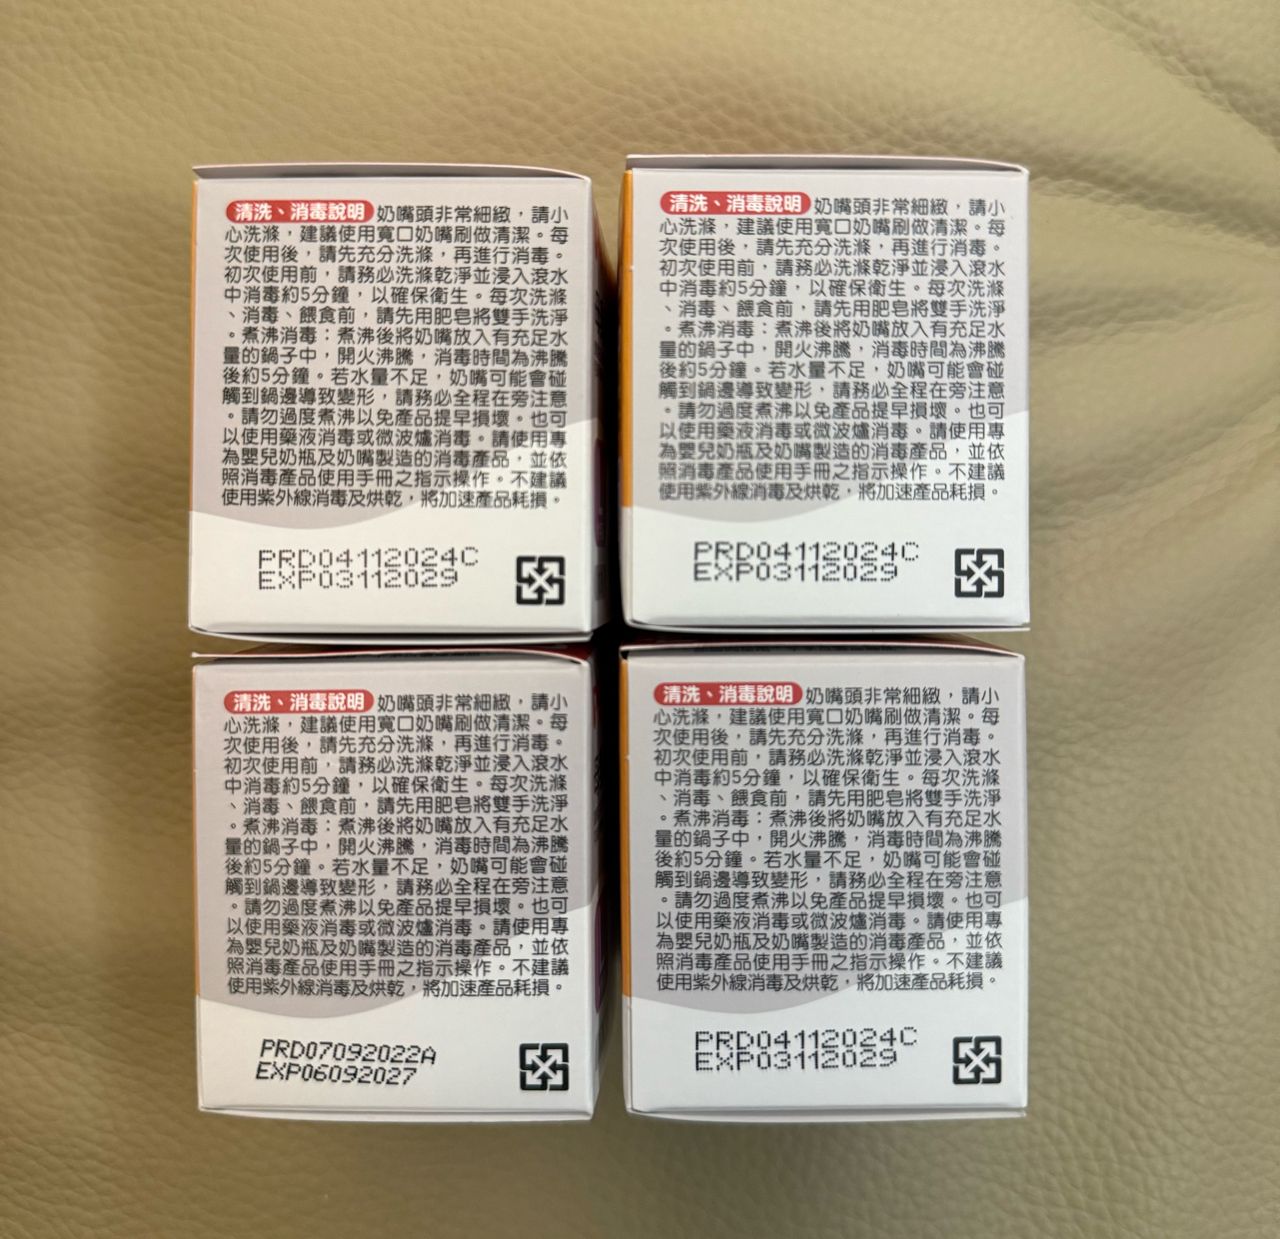 清洗、消毒說明 奶嘴頭非常細緻，請小
心洗滌，建議使用寬口奶嘴刷做清潔。每
次使用後，請先充分洗滌，再進行消毒。
初次使用前，請務必洗滌乾淨並浸入滾水
中消毒約5分鐘，以確保衛生。每次洗滌
、消毒、餵食前，請先用肥皂將雙手洗淨
。煮沸消毒：煮沸後將奶嘴放入有充足水
量的鍋子中，開火沸騰，消毒時間為沸騰
後約5分鐘。若水量不足，奶嘴可能會碰
觸到鍋邊導致變形，請務必全程在旁注意
。請勿過度煮沸以免產品提早損壞。也可
以使用藥液消毒或微波爐消毒。請使用專
為嬰兒奶瓶及奶嘴製造的消毒產品，並依
照消毒產品使用手冊之指示操作。不建議
使用紫外線消毒及烘乾，將加速產品耗損。
PRD04112024C
EXP03112029
清洗、消毒說明 奶嘴頭非常細緻，請小
心洗滌，建議使用寬口奶嘴刷做清潔。每
次使用後，請先充分洗滌，再進行消毒。
初次使用前，請務必洗滌乾淨並浸入滾水
中消毒約5分鐘，以確保衛生。每次洗滌
、消毒、餵食前，請先用肥皂將雙手洗淨
。煮沸消毒：煮沸後將奶嘴放入有充足水
量的鍋子中，開火沸騰，消毒時間為沸騰
後約5分鐘。若水量不足，奶嘴可能會碰
觸到鍋邊導致變形，請務必全程在旁注意
。請勿過度煮沸以免產品提早損壞。也可
以使用藥液消毒或微波爐消毒。請使用專
為嬰兒奶瓶及奶嘴製造的消毒產品，並依
照消毒產品使用手冊之指示操作。不建議
使用紫外線消毒及烘乾，將加速產品耗損。
PRD04112024C
EXP03112029
清洗、消毒說明 奶嘴頭非常細緻，請小
心洗滌，建議使用寬口奶嘴刷做清潔。每
次使用後，請先充分洗滌，再進行消毒。
初次使用前，請務必洗滌乾淨並浸入滾水
中消毒約5分鐘，以確保衛生。每次洗滌
、消毒、餵食前，請先用肥皂將雙手洗淨
。煮沸消毒：煮沸後將奶嘴放入有充足水
量的鍋子中，開火沸騰，消毒時間為沸騰
後約5分鐘。若水量不足，奶嘴可能會碰
觸到鍋邊導致變形，請務必全程在旁注意
。請勿過度煮沸以免產品提早損壞。也可
以使用藥液消毒或微波爐消毒。請使用專
為嬰兒奶瓶及奶嘴製造的消毒產品，並依
照消毒產品使用手冊之指示操作。不建議
使用紫外線消毒及烘乾，將加速產品耗損。
PRD07092022A
EXP06092027
清洗、消毒說明 奶嘴頭非常細緻，請小
心洗滌，建議使用寬口奶嘴刷做清潔。每
次使用後，請先充分洗滌，再進行消毒。
初次使用前，請務必洗滌乾淨並浸入滾水
中消毒約5分鐘，以確保衛生。每次洗滌
、消毒、餵食前，請先用肥皂將雙手洗淨
。煮沸消毒：煮沸後將奶嘴放入有充足水
量的鍋子中，開火沸騰，消毒時間為沸騰
後約5分鐘。若水量不足，奶嘴可能會碰
觸到鍋邊導致變形，請務必全程在旁注意
。請勿過度煮沸以免產品提早損壞。也可
以使用藥液消毒或微波爐消毒。請使用專
為嬰兒奶瓶及奶嘴製造的消毒產品，並依
照消毒產品使用手冊之指示操作。不建議
使用紫外線消毒及烘乾，將加速產品耗損。
PRD04112024C
EXP03112029